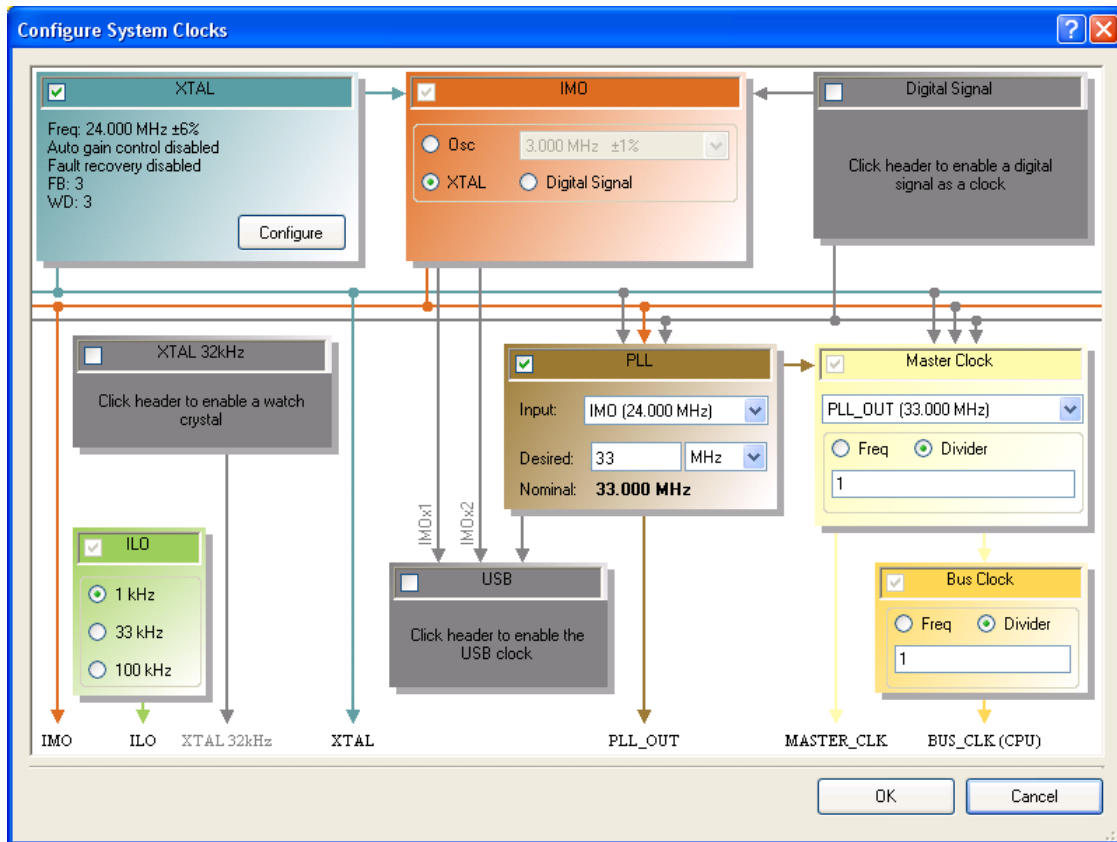 Configure System Clocks
XTAL
Freq: 24.000 MHz ±6%
Auto gain control disabled
Fault recovery disabled
FB: 3
WD: 3
Configure
IMO
Osc
3.000 MHz ±1%
XTAL
Digital Signal
Digital Signal
Click header to enable a digital
signal as a clock
XTAL 32kHz
Click header to enable a watch
crystal
PLL
Input:
IMO (24.000 MHz)
Desired:
33
MHz
Nominal: 33.000 MHz
Master Clock
PLL_OUT (33.000 MHz)
Freq
Divider
1
IMOx1
IMOx2
ILO
1 kHz
33 kHz
100 kHz
USB
Click header to enable the
USB clock
Bus Clock
Freq
Divider
1
IMO
ILO
XTAL 32kHz
XTAL
PLL_OUT
MASTER_CLK
BUS_CLK (CPU)
OK
Cancel